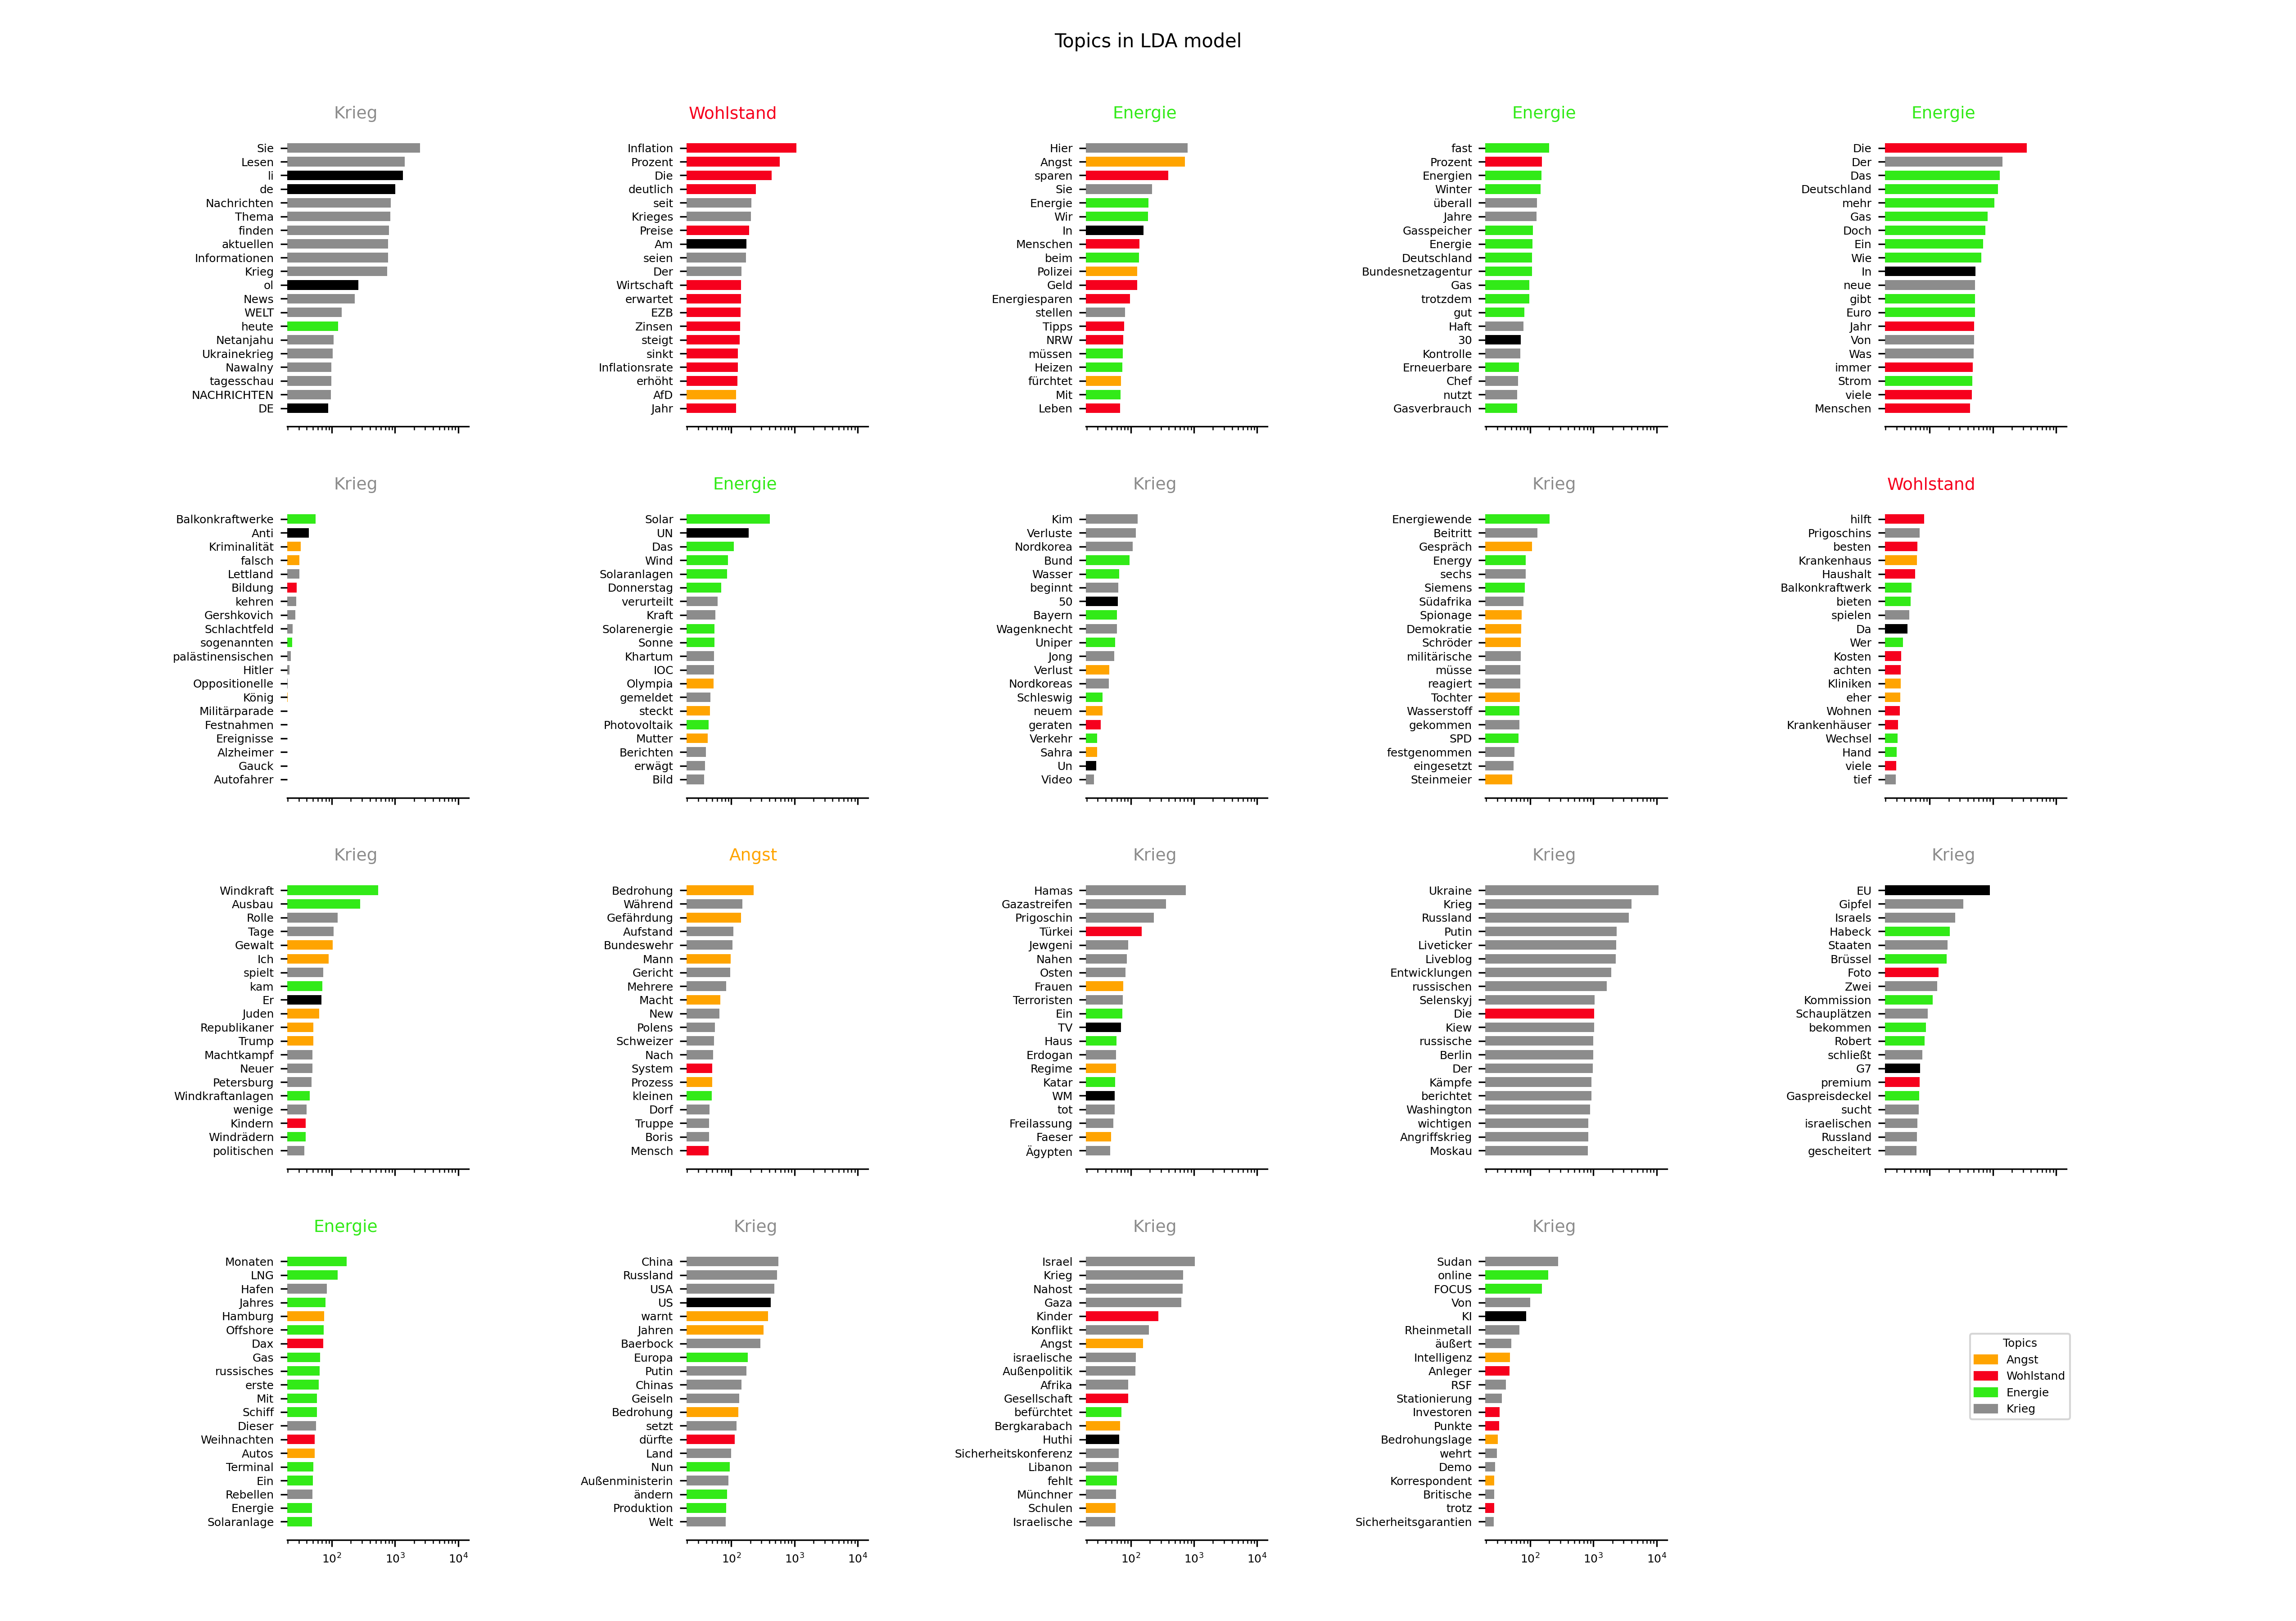 Topics in LDA model
Krieg
Sie
Lesen
li
de
Nachrichten
Thema
finden
aktuellen
Informationen
Krieg
ol
News
WELT
heute
Netanjahu
Ukrainekrieg
Nawalny
tagesschau
NACHRICHTEN
DE
Wohlstand
Inflation
Prozent
Die
deutlich
seit
Krieges
Preise
Am
seien
Der
Wirtschaft
erwartet
EZB
Zinsen
steigt
sinkt
Inflationsrate
erhöht
AfD
Jahr
Energie
Hier
Angst
sparen
Sie
Energie
Wir
In
Menschen
beim
Polizei
Geld
Energiesparen
stellen
Tipps
NRW
müssen
Heizen
fürchtet
Mit
Leben
Energie
fast
Prozent
Energien
Winter
überall
Jahre
Gasspeicher
Energie
Deutschland
Bundesnetzagentur
Gas
trotzdem
gut
Haft
30
Kontrolle
Erneuerbare
Chef
nutzt
Gasverbrauch
Energie
Die
Der
Das
Deutschland
mehr
Gas
Doch
Ein
Wie
In
neue
gibt
Euro
Jahr
Von
Was
immer
Strom
viele
Menschen
Krieg
Balkonkraftwerke
Anti
Kriminalität
falsch
Lettland
Bildung
kehren
Gershkovich
Schlachtfeld
sogenannten
palästinensischen
Hitler
Oppositionelle
König
Militärparade
Festnahmen
Ereignisse
Alzheimer
Gauck
Autofahrer
Energie
Solar
UN
Das
Wind
Solaranlagen
Donnerstag
verurteilt
Kraft
Solarenergie
Sonne
Khartum
IOC
Olympia
gemeldet
steckt
Photovoltaik
Mutter
Berichten
erwägt
Bild
Krieg
Kim
Verluste
Nordkorea
Bund
Wasser
beginnt
50
Bayern
Wagenknecht
Uniper
Jong
Verlust
Nordkoreas
Schleswig
neuem
geraten
Verkehr
Sahra
Un
Video
Krieg
Energiewende
Beitritt
Gespräch
Energy
sechs
Siemens
Südafrika
Spionage
Demokratie
Schröder
militärische
müsse
reagiert
Tochter
Wasserstoff
gekommen
SPD
festgenommen
eingesetzt
Steinmeier
Wohlstand
hilft
Prigoschins
besten
Krankenhaus
Haushalt
Balkonkraftwerk
bieten
spielen
Da
Wer
Kosten
achten
Kliniken
eher
Wohnen
Krankenhäuser
Wechsel
Hand
viele
tief
Krieg
Windkraft
Ausbau
Rolle
Tage
Gewalt
Ich
spielt
kam
Er
Juden
Republikaner
Trump
Machtkampf
Neuer
Petersburg
Windkraftanlagen
wenige
Kindern
Windrädern
politischen
Angst
Bedrohung
Während
Gefährdung
Aufstand
Bundeswehr
Mann
Gericht
Mehrere
Macht
New
Polens
Schweizer
Nach
System
Prozess
kleinen
Dorf
Truppe
Boris
Mensch
Krieg
Hamas
Gazastreifen
Prigoschin
Türkei
Jewgeni
Nahen
Osten
Frauen
Terroristen
Ein
TV
Haus
Erdogan
Regime
Katar
WM
tot
Freilassung
Faeser
Ägypten
Krieg
Ukraine
Krieg
Russland
Putin
Liveticker
Liveblog
Entwicklungen
russischen
Selenskyj
Die
Kiew
russische
Berlin
Der
Kämpfe
berichtet
Washington
wichtigen
Angriffskrieg
Moskau
Krieg
EU
Gipfel
Israels
Habeck
Staaten
Brüssel
Foto
Zwei
Kommission
Schauplätzen
bekommen
Robert
schließt
G7
premium
Gaspreisdeckel
sucht
israelischen
Russland
gescheitert
Energie
Monaten
LNG
Hafen
Jahres
Hamburg
Offshore
Dax
Gas
russisches
erste
Mit
Schiff
Dieser
Weihnachten
Autos
Terminal
Ein
Rebellen
Energie
Solaranlage
10² 10³ 10⁴
Krieg
China
Russland
USA
US
warnt
Jahren
Baerbock
Europa
Putin
Chinas
Geiseln
Bedrohung
setzt
dürfte
Land
Nun
Außenministerin
ändern
Produktion
Welt
10² 10³ 10⁴
Krieg
Israel
Krieg
Nahost
Gaza
Kinder
Konflikt
Angst
israelische
Außenpolitik
Afrika
Gesellschaft
befürchtet
Bergkarabach
Huthi
Sicherheitskonferenz
Libanon
fehlt
Münchner
Schulen
Israelische
10² 10³ 10⁴
Krieg
Sudan
online
FOCUS
Von
KI
Rheinmetall
äußert
Intelligenz
Anleger
RSF
Stationierung
Investoren
Punkte
Bedrohungslage
wehrt
Demo
Korrespondent
Britische
trotz
Sicherheitsgarantien
10² 10³ 10⁴
Topics
Angst
Wohlstand
Energie
Krieg